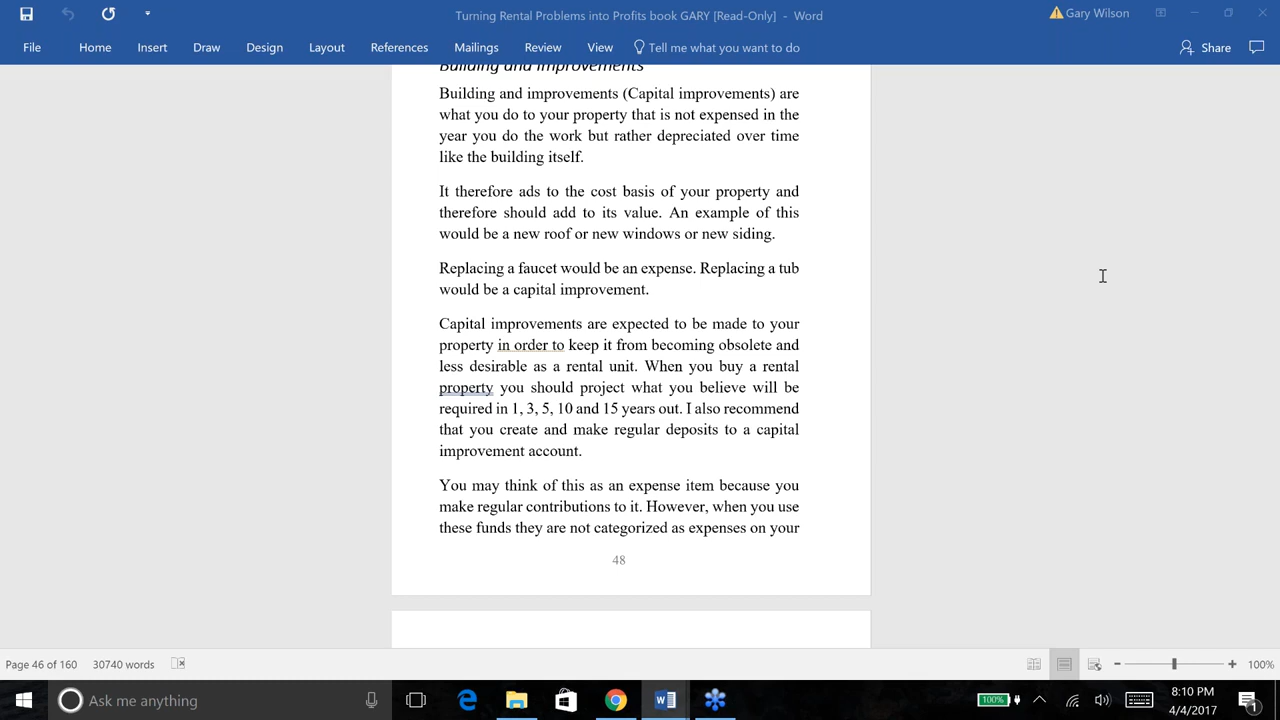 Turning Rental Problems into Profits book GARY [Read-Only] - Word
Gary Wilson
File Home Insert Draw Design Layout References Mailings Review View Tell me what you want to do Share
Building and Improvements
Building and improvements (Capital improvements) are
what you do to your property that is not expensed in the
year you do the work but rather depreciated over time
like the building itself.
It therefore ads to the cost basis of your property and
therefore should add to its value. An example of this
would be a new roof or new windows or new siding.
Replacing a faucet would be an expense. Replacing a tub
would be a capital improvement.
Capital improvements are expected to be made to your
property in order to keep it from becoming obsolete and
less desirable as a rental unit. When you buy a rental
property you should project what you believe will be
required in 1, 3, 5, 10 and 15 years out. I also recommend
that you create and make regular deposits to a capital
improvement account.
You may think of this as an expense item because you
make regular contributions to it. However, when you use
these funds they are not categorized as expenses on your
48
Page 46 of 160 30740 words 100%
Ask me anything
100%
8:10 PM
4/4/2017
1